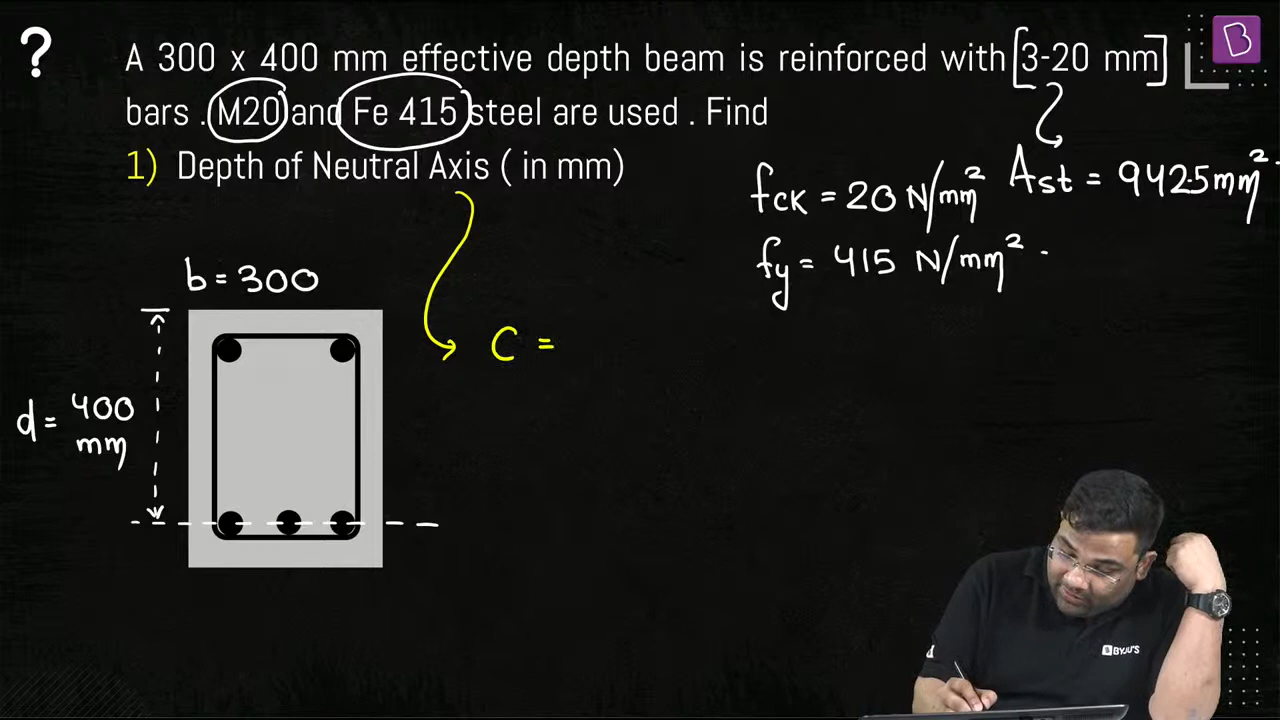 ?
A 300 x 400 mm effective depth beam is reinforced with [3-20 mm]
bars . M20 and Fe 415 steel are used . Find
1) Depth of Neutral Axis ( in mm)
fck = 20 N/mm²
Ast = 942.5 mm²
fy = 415 N/mm²
b = 300
C =
d = 400
mm
B
BYJU'S